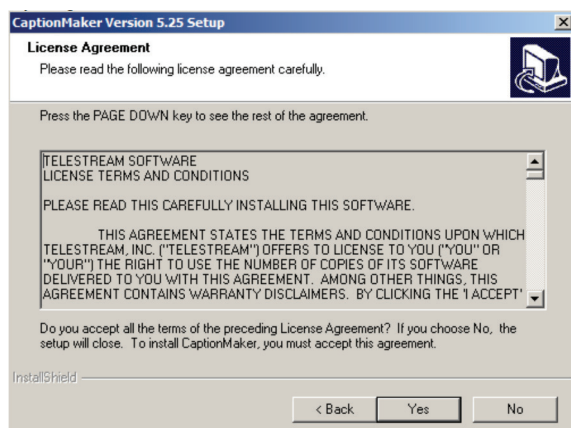 CaptionMaker Version 5.25 Setup
License Agreement
Please read the following license agreement carefully.
Press the PAGE DOWN key to see the rest of the agreement.
TELESTREAM SOFTWARE
LICENSE TERMS AND CONDITIONS
PLEASE READ THIS CAREFULLY INSTALLING THIS SOFTWARE.
THIS AGREEMENT STATES THE TERMS AND CONDITIONS UPON WHICH
TELESTREAM, INC. ("TELESTREAM") OFFERS TO LICENSE TO YOU ("YOU" OR
"YOUR") THE RIGHT TO USE THE NUMBER OF COPIES OF ITS SOFTWARE
DELIVERED TO YOU WITH THIS AGREEMENT. AMONG OTHER THINGS, THIS
AGREEMENT CONTAINS WARRANTY DISCLAIMERS. BY CLICKING THE 'I ACCEPT'
Do you accept all the terms of the preceding License Agreement? If you choose No, the
setup will close. To install CaptionMaker, you must accept this agreement.
InstallShield
< Back Yes No